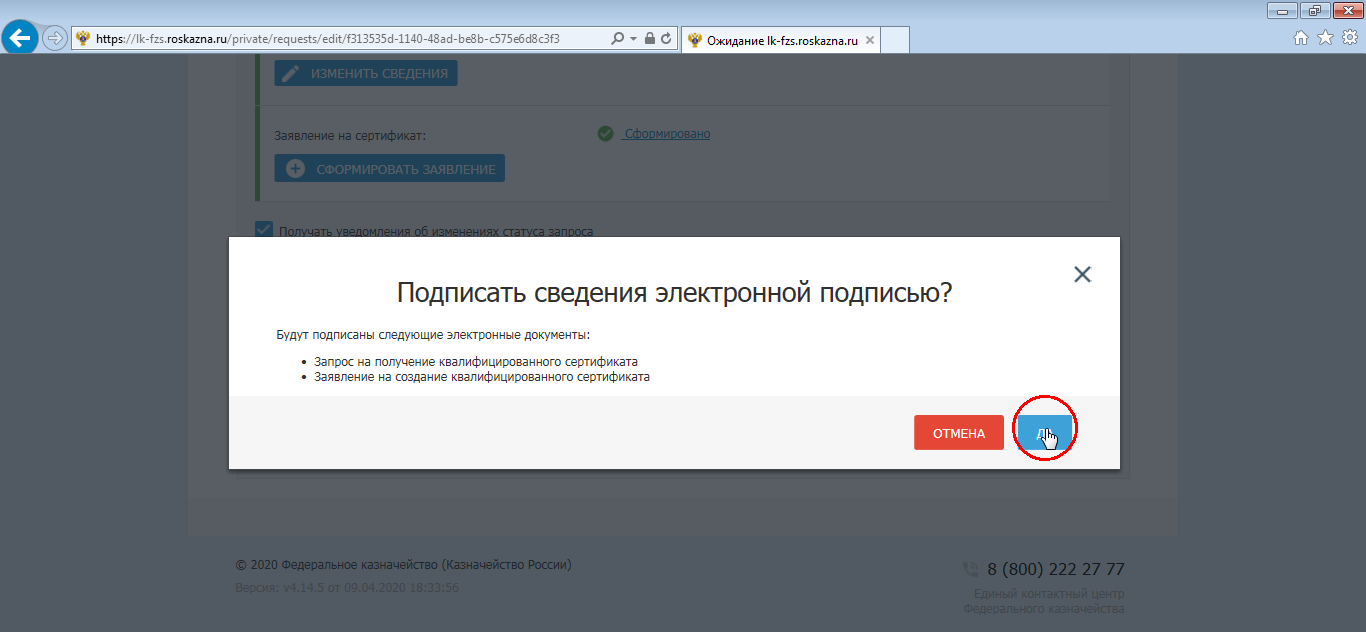 https://lk-fzs.roskazna.ru/private/requests/edit/f313535d-1140-48ad-be8b-c575e6d8c3f3
Ожидание lk-fzs.roskazna.ru
ИЗМЕНИТЬ СВЕДЕНИЯ
Заявление на сертификат:
Сформировано
СФОРМИРОВАТЬ ЗАЯВЛЕНИЕ
Получать уведомления об изменениях статуса запроса
Подписать сведения электронной подписью?
Будут подписаны следующие электронные документы:
• Запрос на получение квалифицированного сертификата
• Заявление на создание квалифицированного сертификата
ОТМЕНА
© 2020 Федеральное казначейство (Казначейство России)
Версия: v4.14.5 от 09.04.2020 18:33:56
8 (800) 222 27 77
Единый контактный центр
Федерального казначейства